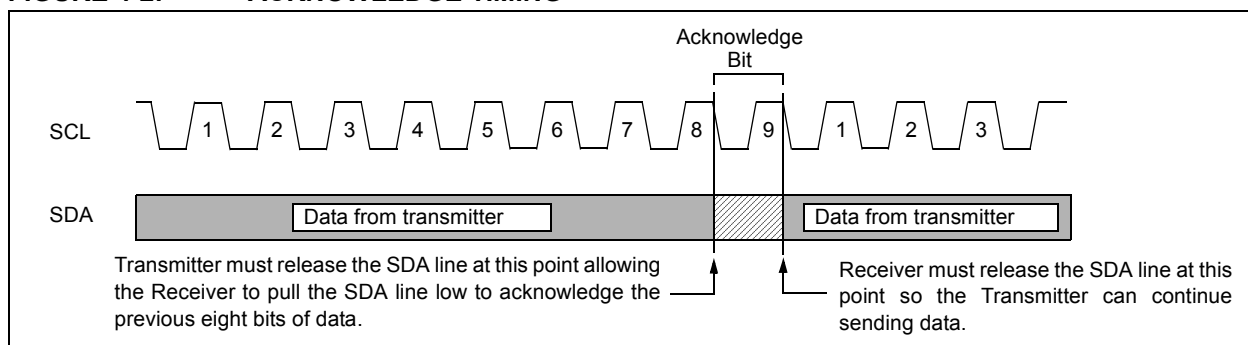 FIGURE 4-2: ACKNOWLEDGE TIMING
Acknowledge
Bit
SCL
1 2 3 4 5 6 7 8 9 1 2 3
SDA
Data from transmitter
Data from transmitter
Transmitter must release the SDA line at this point allowing
the Receiver to pull the SDA line low to acknowledge the
previous eight bits of data.
Receiver must release the SDA line at this
point so the Transmitter can continue
sending data.